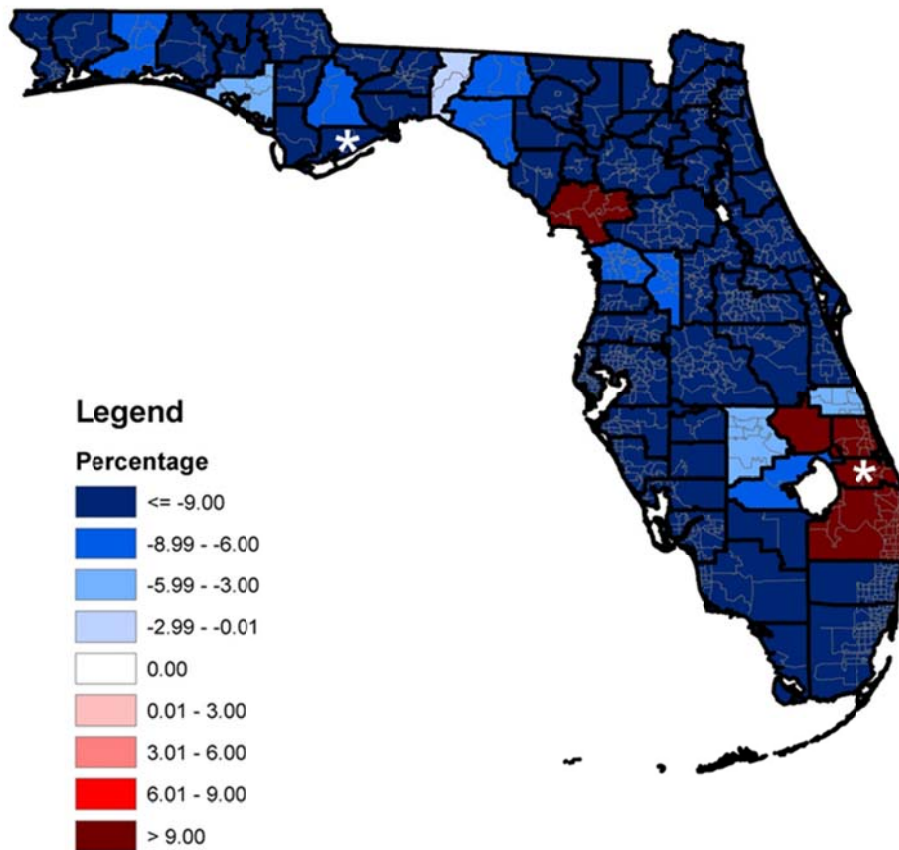 *
*
Legend
Percentage
<= -9.00
-8.99 - -6.00
-5.99 - -3.00
-2.99 - -0.01
0.00
0.01 - 3.00
3.01 - 6.00
6.01 - 9.00
> 9.00